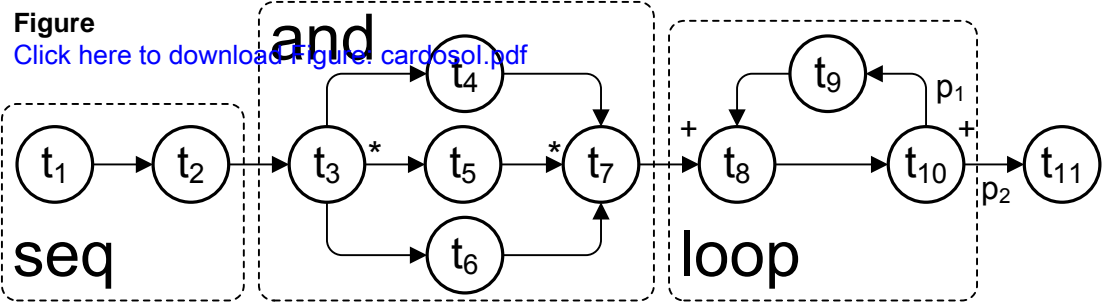 Figure
Click here to download Figure: cardosoI.pdf
and
t4
t9
p1
+
+
t1
t2
t3
*
t5
*
t7
t8
t10
t11
p2
seq
t6
loop